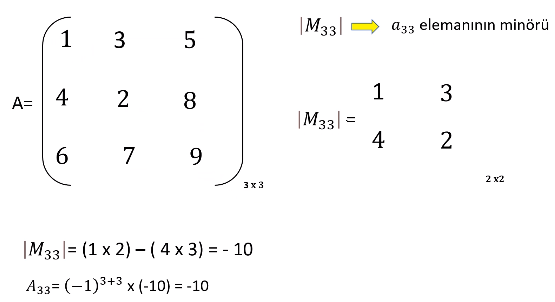 A=
1 3 5
4 2 8
6 7 9
3 x 3
|M₃₃| a₃₃ elemanının minörü
|M₃₃| =
1 3
4 2
2 x2
|M₃₃|= (1 x 2) – ( 4 x 3) = - 10
A₃₃= (−1)³⁺³ x (-10) = -10